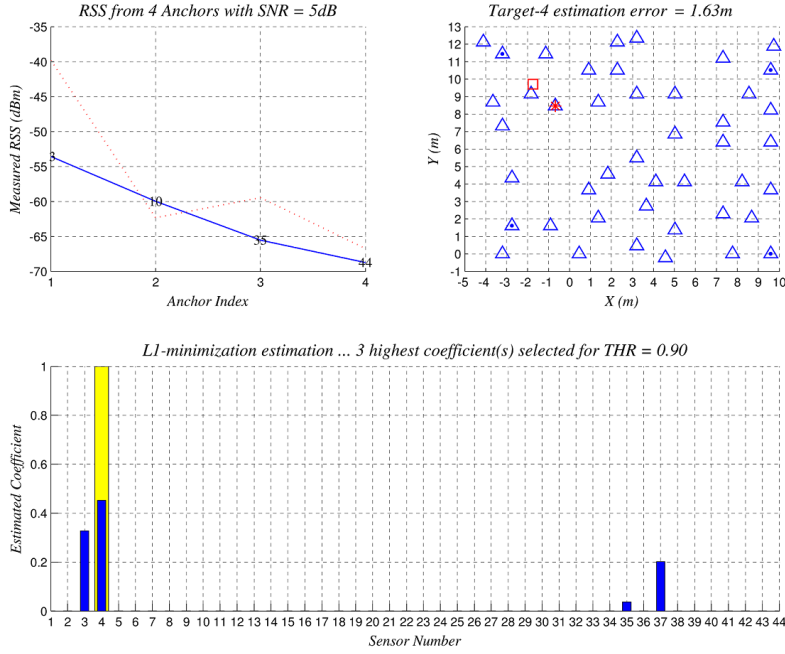 RSS from 4 Anchors with SNR = 5dB
Measured RSS (dBm)
-35
-40
-45
-50
-55
-60
-65
-70
3
10
35
44
1 2 3 4
Anchor Index
Target-4 estimation error = 1.63m
Y (m)
13
12
11
10
9
8
7
6
5
4
3
2
1
0
-1
-5 -4 -3 -2 -1 0 1 2 3 4 5 6 7 8 9 10
X (m)
L1-minimization estimation ... 3 highest coefficient(s) selected for THR = 0.90
Estimated Coefficient
1
0.8
0.6
0.4
0.2
0
1 2 3 4 5 6 7 8 9 10 11 12 13 14 15 16 17 18 19 20 21 22 23 24 25 26 27 28 29 30 31 32 33 34 35 36 37 38 39 40 41 42 43 44
Sensor Number